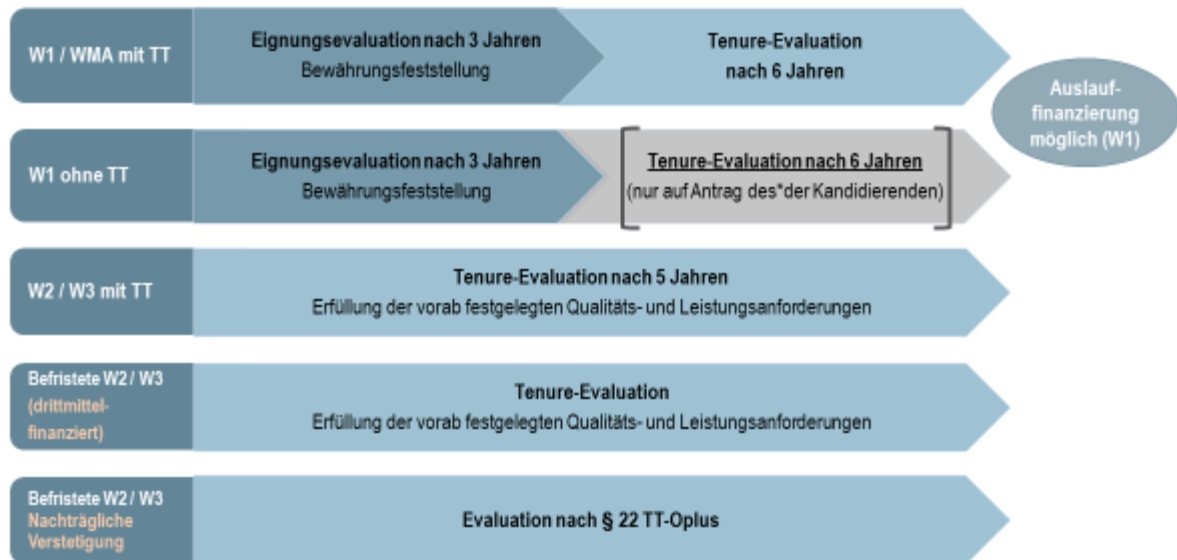 W1 / WMA mit TT
Eignungsevaluation nach 3 Jahren
Bewährungsfeststellung
Tenure-Evaluation
nach 6 Jahren
Auslauf-
finanzierung
möglich (W1)
W1 ohne TT
Eignungsevaluation nach 3 Jahren
Bewährungsfeststellung
Tenure-Evaluation nach 6 Jahren
(nur auf Antrag des*der Kandidierenden)
W2 / W3 mit TT
Tenure-Evaluation nach 5 Jahren
Erfüllung der vorab festgelegten Qualitäts- und Leistungsanforderungen
Befristete W2 / W3
(drittmittel-
finanziert)
Tenure-Evaluation
Erfüllung der vorab festgelegten Qualitäts- und Leistungsanforderungen
Befristete W2 / W3
Nachträgliche
Verstetigung
Evaluation nach § 22 TT-Oplus